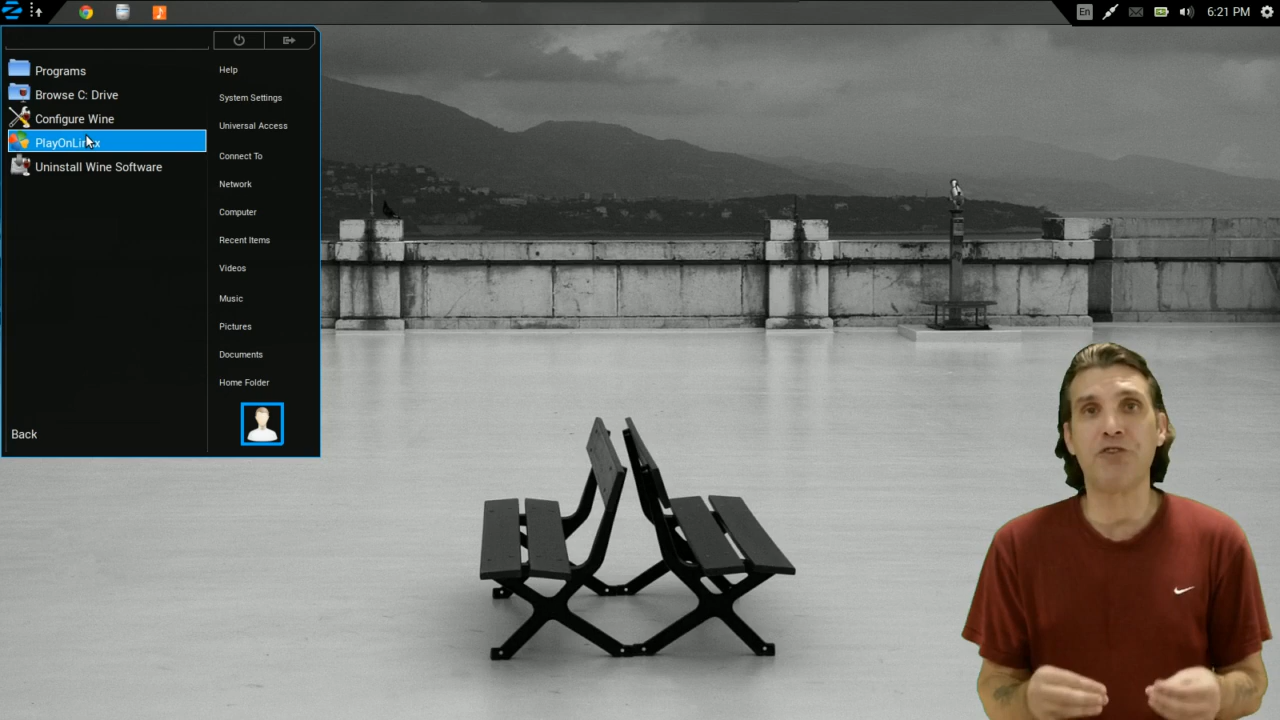 En
6:21 PM
Programs
Browse C: Drive
Configure Wine
PlayOnLinux
Uninstall Wine Software
Back
Help
System Settings
Universal Access
Connect To
Network
Computer
Recent Items
Videos
Music
Pictures
Documents
Home Folder